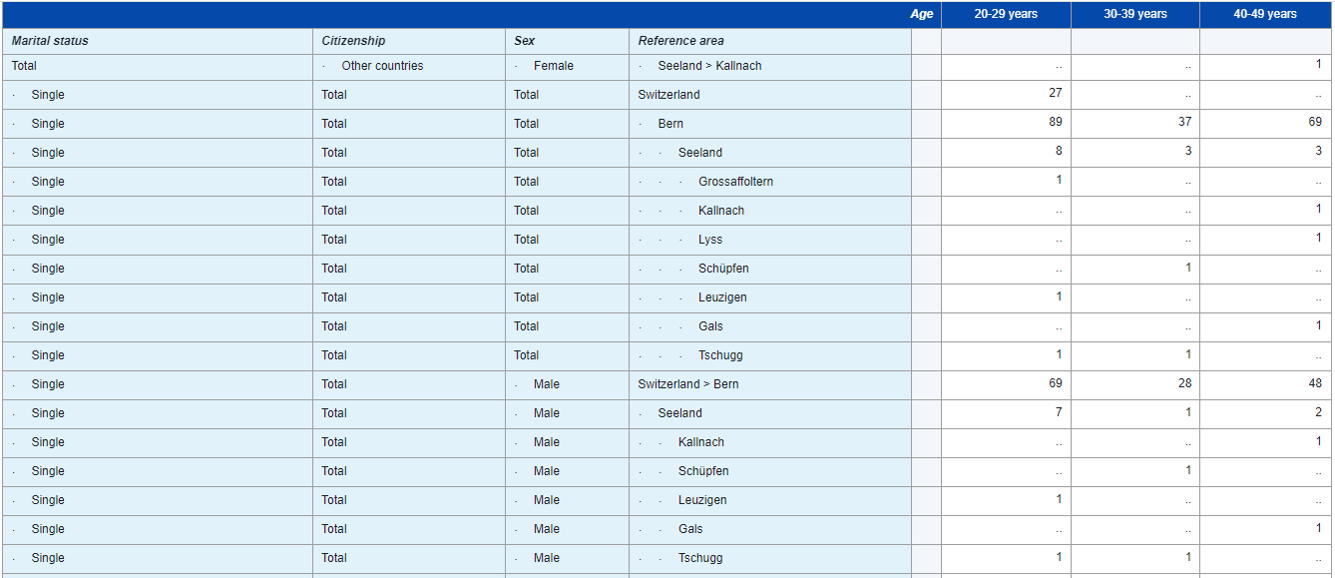 Age 20-29 years 30-39 years 40-49 years
Marital status Citizenship Sex Reference area
Total · Other countries · Female · Seeland > Kallnach .. .. 1
· Single Total Total Switzerland 27 .. ..
· Single Total Total · Bern 89 37 69
· Single Total Total · · Seeland 8 3 3
· Single Total Total · · · Grossaffoltern 1 .. ..
· Single Total Total · · · Kallnach .. .. 1
· Single Total Total · · · Lyss .. .. 1
· Single Total Total · · · Schüpfen .. 1 ..
· Single Total Total · · · Leuzigen 1 .. ..
· Single Total Total · · · Gals .. .. 1
· Single Total Total · · · Tschugg 1 1 ..
· Single Total · Male Switzerland > Bern 69 28 48
· Single Total · Male · Seeland 7 1 2
· Single Total · Male · · Kallnach .. .. 1
· Single Total · Male · · Schüpfen .. 1 ..
· Single Total · Male · · Leuzigen 1 .. ..
· Single Total · Male · · Gals .. .. 1
· Single Total · Male · · Tschugg 1 1 ..